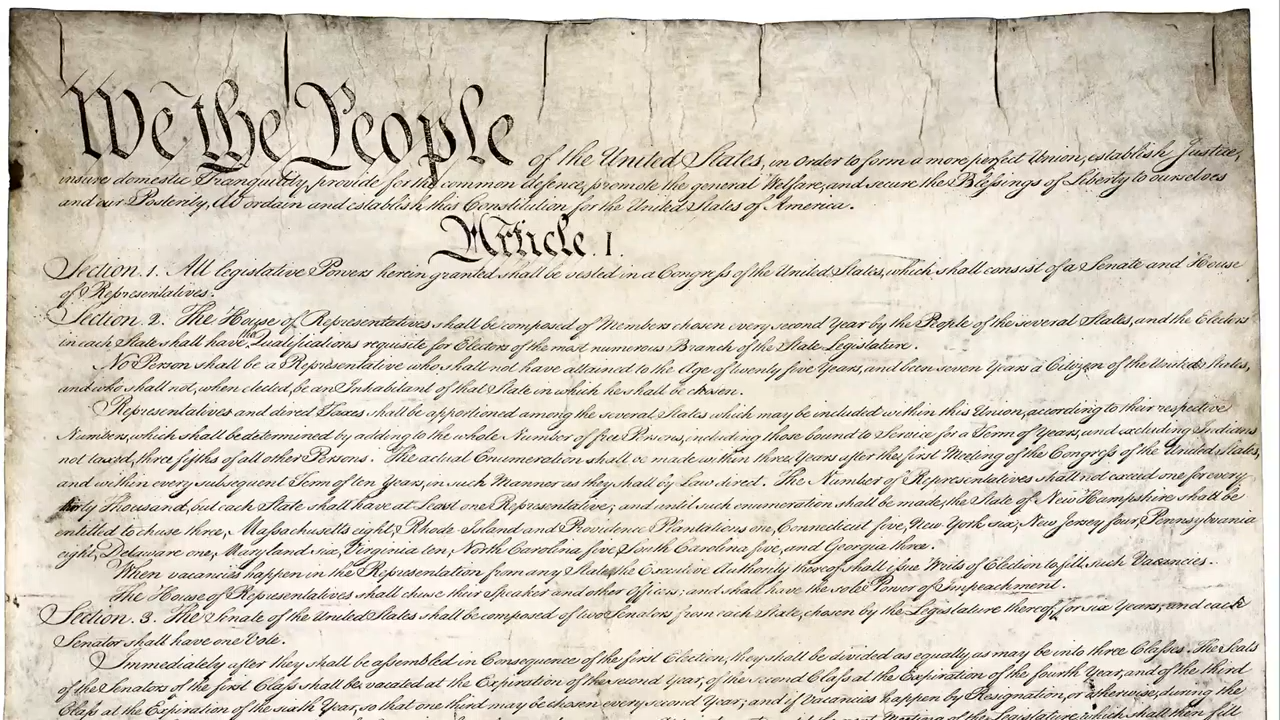 We the People of the United States, in Order to form a more perfect Union, establish Justice,
insure domestic Tranquility, provide for the common defence, promote the general Welfare, and secure the Blessings of Liberty to ourselves
and our Posterity, do ordain and establish this Constitution for the United States of America.
Article. I.
Section. 1. All legislative Powers herein granted shall be vested in a Congress of the United States, which shall consist of a Senate and House
of Representatives.
Section. 2. The House of Representatives shall be composed of Members chosen every second Year by the People of the several States, and the Electors
in each State shall have the Qualifications requisite for Electors of the most numerous Branch of the State Legislature.
No Person shall be a Representative who shall not have attained to the Age of twenty five Years, and been seven Years a Citizen of the United States,
and who shall not, when elected, be an Inhabitant of that State in which he shall be chosen.
Representatives and direct Taxes shall be apportioned among the several States which may be included within this Union, according to their respective
Numbers, which shall be determined by adding to the whole Number of free Persons, including those bound to Service for a Term of Years, and excluding Indians
not taxed, three fifths of all other Persons. The actual Enumeration shall be made within three Years after the first Meeting of the Congress of the United States,
and within every subsequent Term of ten Years, in such Manner as they shall by Law direct. The Number of Representatives shall not exceed one for every
thirty Thousand, but each State shall have at Least one Representative; and until such enumeration shall be made, the State of New Hampshire shall be
entitled to chuse three, Massachusetts eight, Rhode Island and Providence Plantations one, Connecticut five, New York six, New Jersey four, Pennsylvania
eight, Delaware one, Maryland six, Virginia ten, North Carolina five, South Carolina five, and Georgia three.
When vacancies happen in the Representation from any State, the Executive Authority thereof shall issue Writs of Election to fill such Vacancies.
The House of Representatives shall chuse their Speaker and other Officers; and shall have the sole Power of Impeachment.
Section. 3. The Senate of the United States shall be composed of two Senators from each State, chosen by the Legislature thereof, for six Years; and each
Senator shall have one Vote.
Immediately after they shall be assembled in Consequence of the first Election, they shall be divided as equally as may be into three Classes. The Seats
of the Senators of the first Class shall be vacated at the Expiration of the second Year, of the second Class at the Expiration of the fourth Year, and of the third
Class at the Expiration of the sixth Year, so that one third may be chosen every second Year; and if Vacancies happen by Resignation, or otherwise, during the
Meeting of the Legislature, which shall then fill